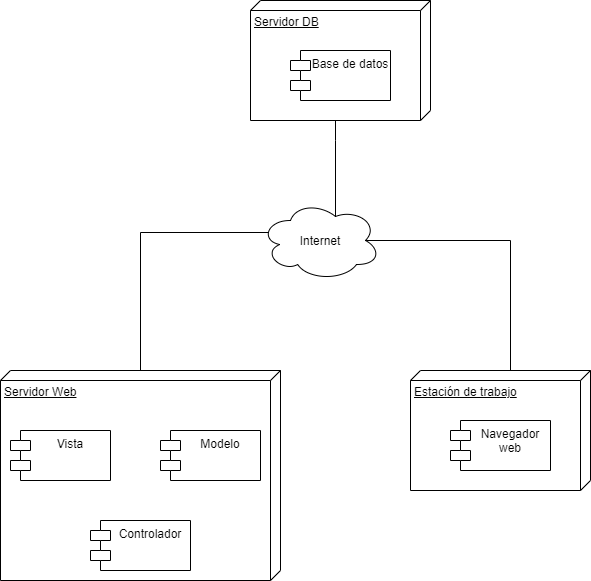 Servidor DB
Base de datos
Internet
Servidor Web
Vista
Modelo
Controlador
Estación de trabajo
Navegador
web